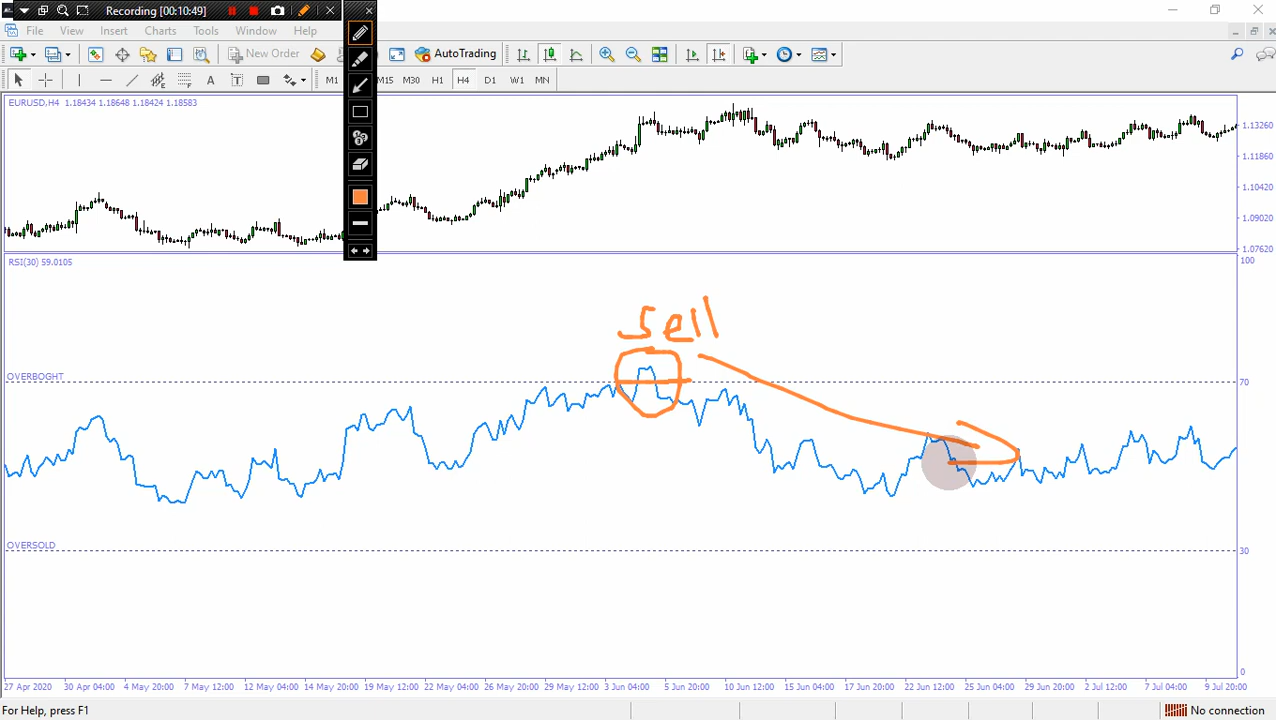 Recording [00:10:49]
File View Insert Charts Tools Window Help
New Order AutoTrading
A T M1 M15 M30 H1 H4 D1 W1 MN
EURUSD,H4 1.18434 1.18648 1.18424 1.18583
1.13260
1.11860
1.10420
1.09020
1.07620
RSI(30) 59.0105
100
Sell
OVERBOGHT
70
OVERSOLD
30
0
27 Apr 2020 30 Apr 04:00 4 May 20:00 7 May 12:00 12 May 04:00 14 May 20:00 19 May 12:00 22 May 04:00 26 May 20:00 29 May 12:00 3 Jun 04:00 5 Jun 20:00 10 Jun 12:00 15 Jun 04:00 17 Jun 20:00 22 Jun 12:00 25 Jun 04:00 29 Jun 20:00 2 Jul 12:00 7 Jul 04:00 9 Jul 20:00
For Help, press F1 No connection